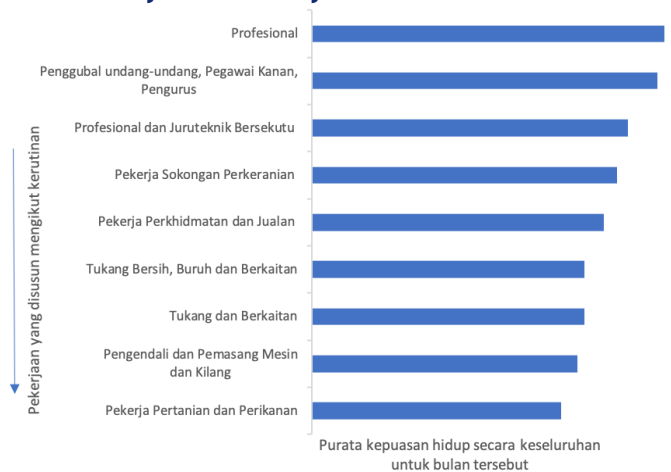 Profesional
Penggubal undang-undang, Pegawai Kanan,
Pengurus
Profesional dan Juruteknik Bersekutu
Pekerja Sokongan Perkeranian
Pekerja Perkhidmatan dan Jualan
Tukang Bersih, Buruh dan Berkaitan
Tukang dan Berkaitan
Pengendali dan Pemasang Mesin
dan Kilang
Pekerja Pertanian dan Perikanan
Pekerjaan yang disusun mengikut kerutinan
Purata kepuasan hidup secara keseluruhan
untuk bulan tersebut